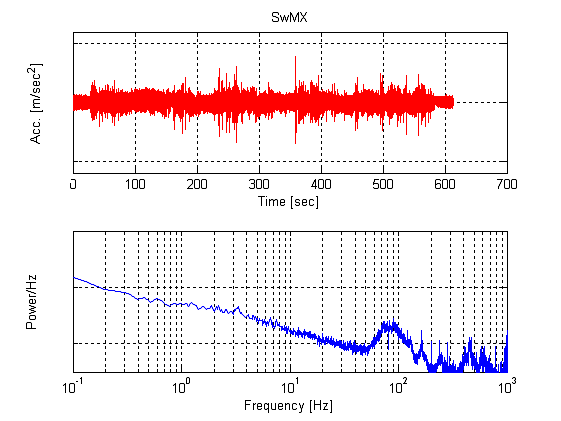 SwMX
Acc. [m/sec²]
0 100 200 300 400 500 600 700
Time [sec]
Power/Hz
10⁻¹ 10⁰ 10¹ 10² 10³
Frequency [Hz]